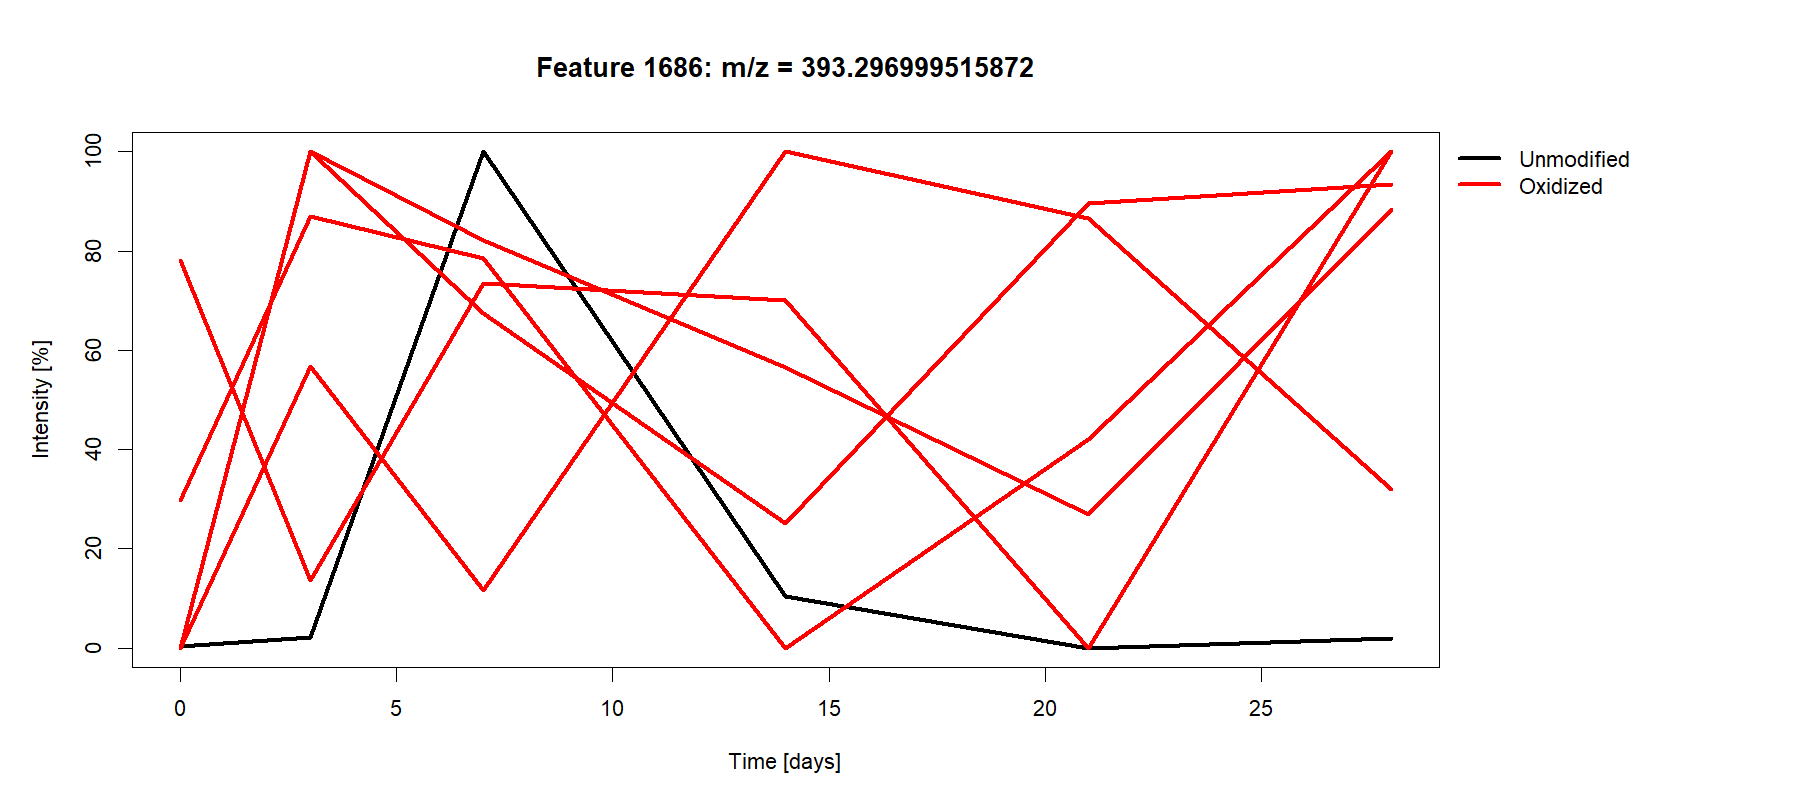 Feature 1686: m/z = 393.296999515872
Unmodified
Oxidized
Intensity [%]
100
80
60
40
20
0
0 5 10 15 20 25
Time [days]